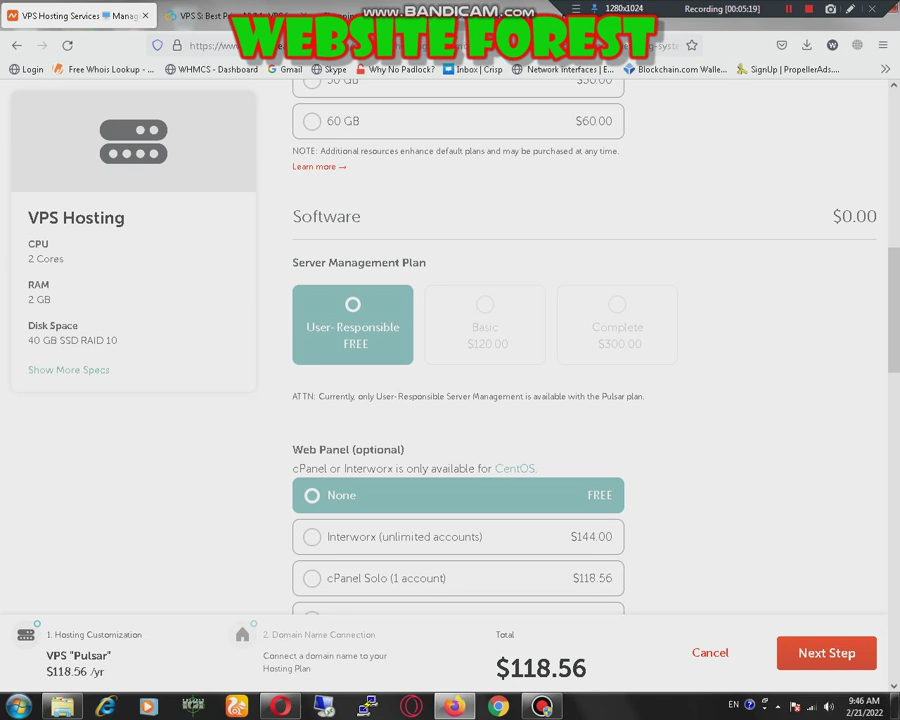 VPS Hosting Services
Manag
VPS S: Best P
www.BANDICAM.com
1280x1024
Recording [00:05:19]
WEBSITE FOREST
https://www
Login
Free Whois Lookup - ...
WHMCS - Dashboard
Gmail
Skype
Why No Padlock?
Inbox | Crisp
Network Interfaces | E...
Blockchain.com Walle...
SignUp | PropellerAds....
50 GB
$50.00
60 GB
$60.00
NOTE: Additional resources enhance default plans and may be purchased at any time.
Learn more →
VPS Hosting
CPU
2 Cores
RAM
2 GB
Disk Space
40 GB SSD RAID 10
Show More Specs
Software
$0.00
Server Management Plan
User- Responsible
FREE
Basic
$120.00
Complete
$300.00
ATTN: Currently, only User-Responsible Server Management is available with the Pulsar plan.
Web Panel (optional)
cPanel or Interworx is only available for CentOS.
None
FREE
Interworx (unlimited accounts)
$144.00
cPanel Solo (1 account)
$118.56
1. Hosting Customization
VPS "Pulsar"
$118.56 /yr
2. Domain Name Connection
Connect a domain name to your
Hosting Plan
Total
$118.56
Cancel
Next Step
EN
9:46 AM
2/21/2022